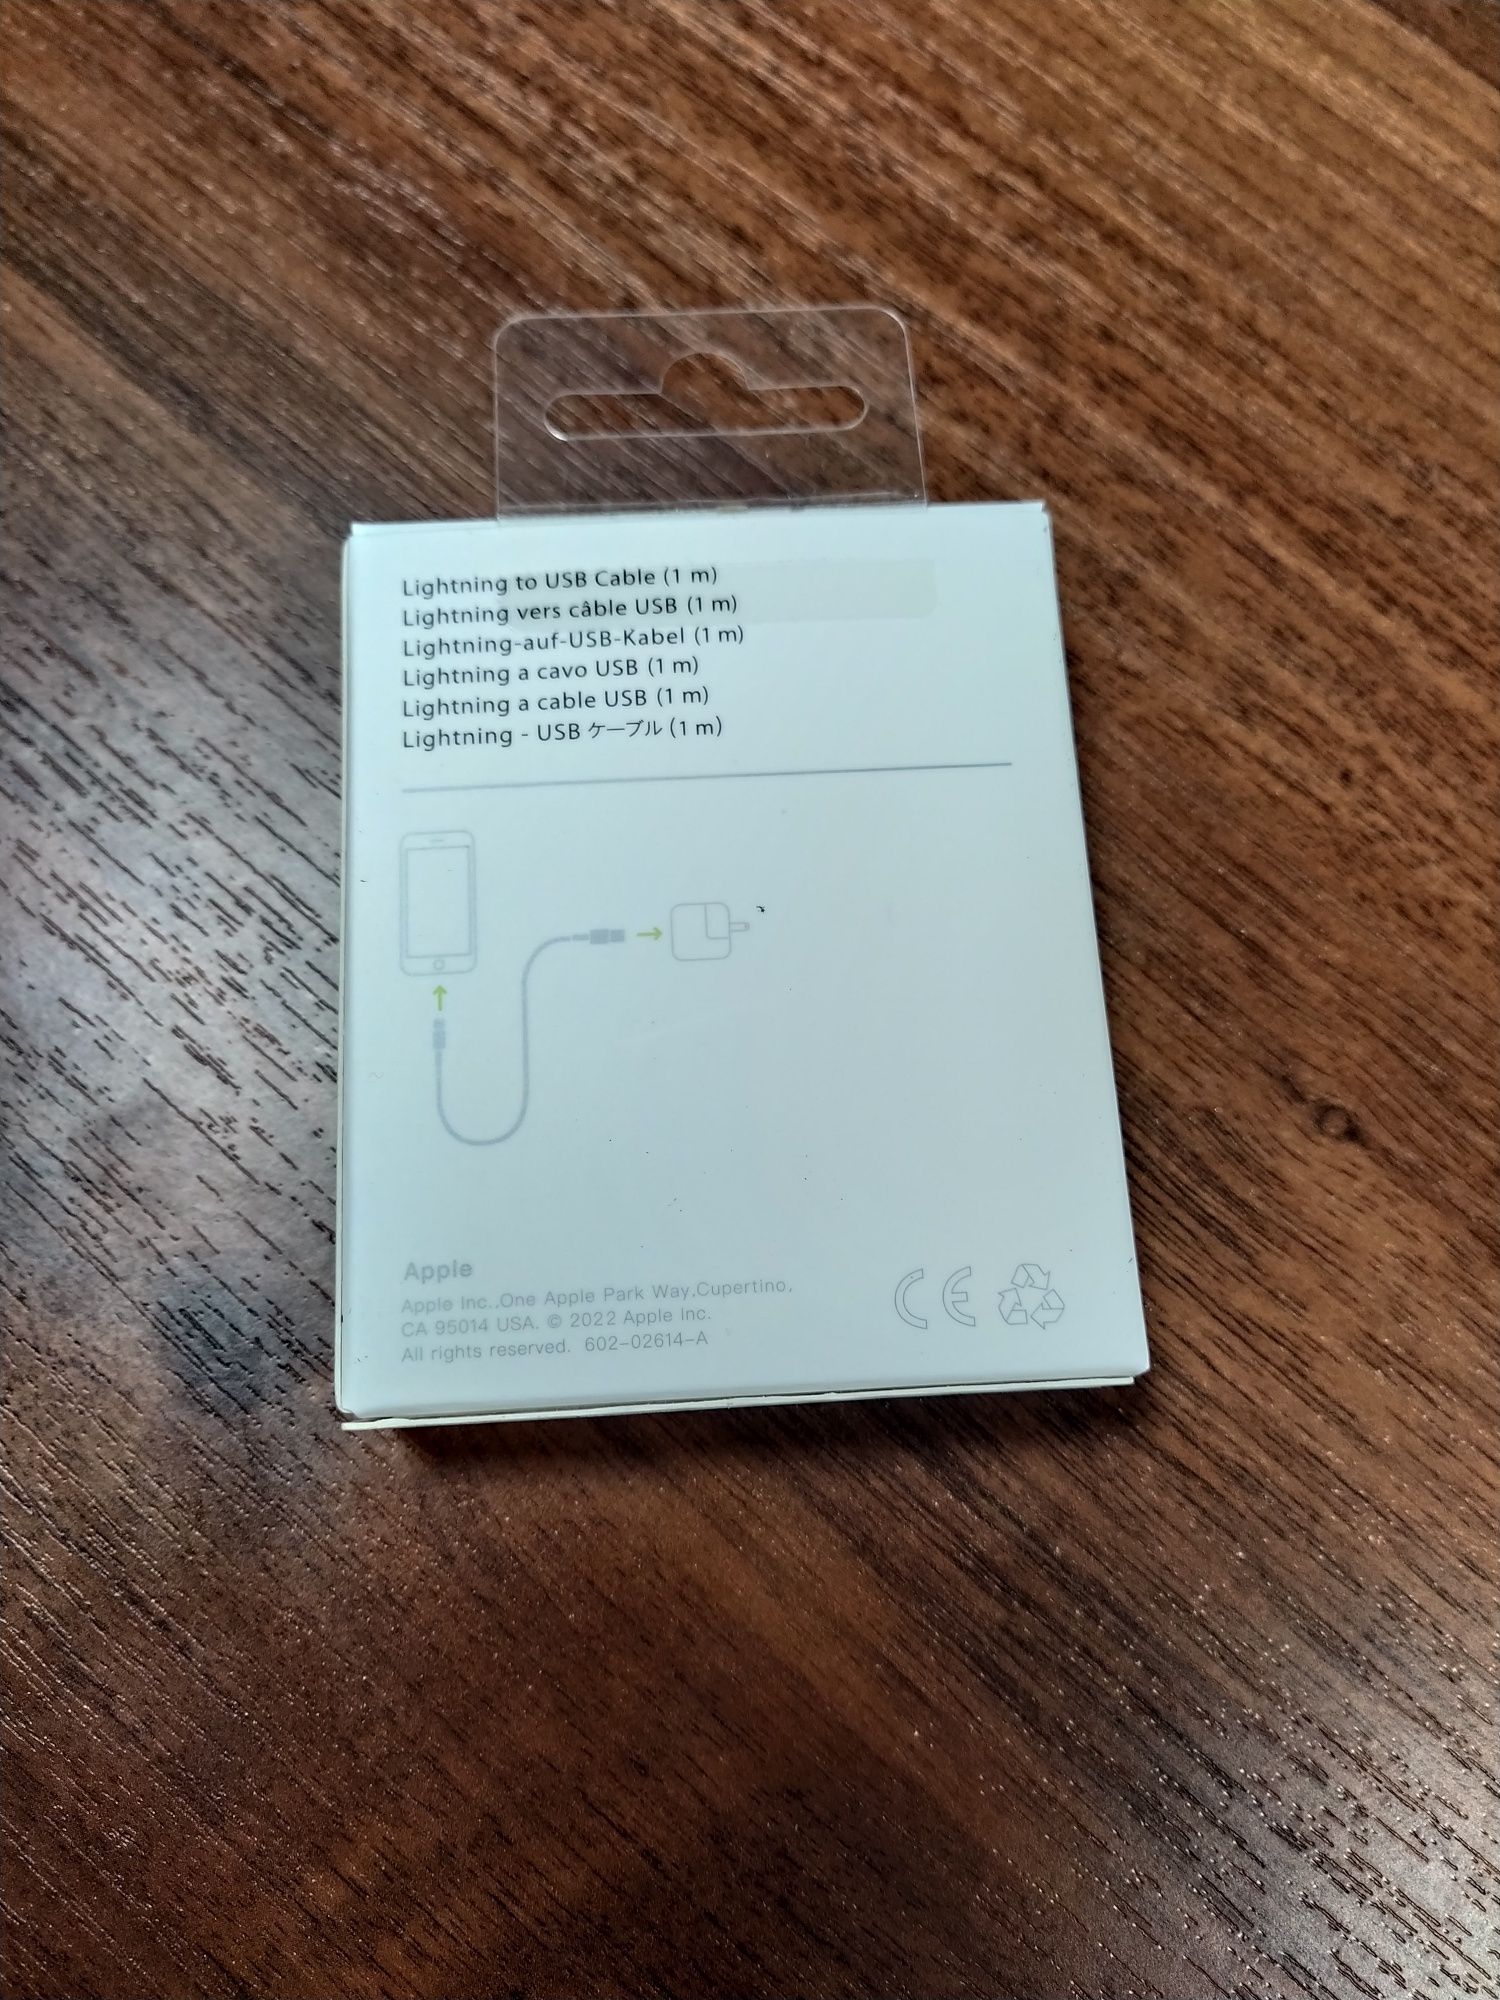 Lightning to USB Cable (1 m)
Lightning vers câble USB (1 m)
Lightning-auf-USB-Kabel (1 m)
Lightning a cavo USB (1 m)
Lightning a cable USB (1 m)
Lightning - USB ケーブル (1 m)
Apple
Apple Inc.,One Apple Park Way,Cupertino,
CA 95014 USA. © 2022 Apple Inc.
All rights reserved. 602-02614-A
CE